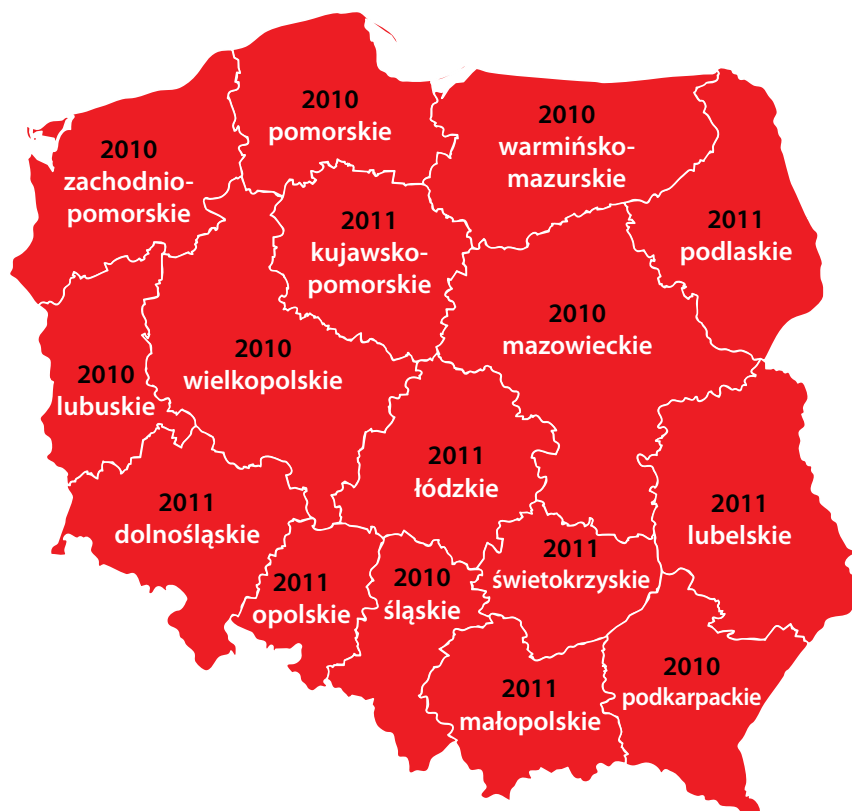 2010
pomorskie
2010
warmińsko-
mazurskie
2010
zachodnio-
pomorskie
2011
kujawsko-
pomorskie
2011
podlaskie
2010
mazowieckie
2010
wielkopolskie
2010
lubuskie
2011
łódzkie
2011
dolnośląskie
2011
lubelskie
2011
opolskie
2010
śląskie
2011
świetokrzyskie
2010
podkarpackie
2011
małopolskie